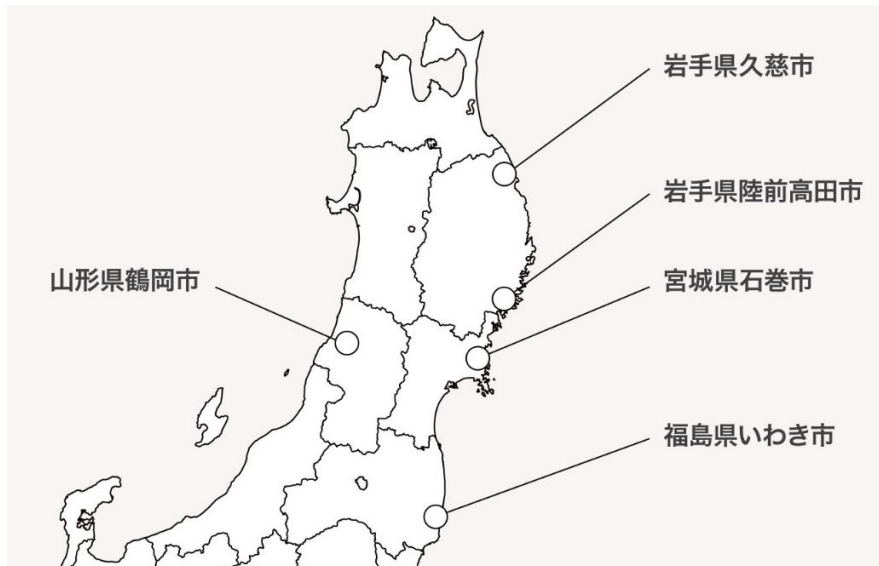 岩手県久慈市
岩手県陸前高田市
山形県鶴岡市
宮城県石巻市
福島県いわき市